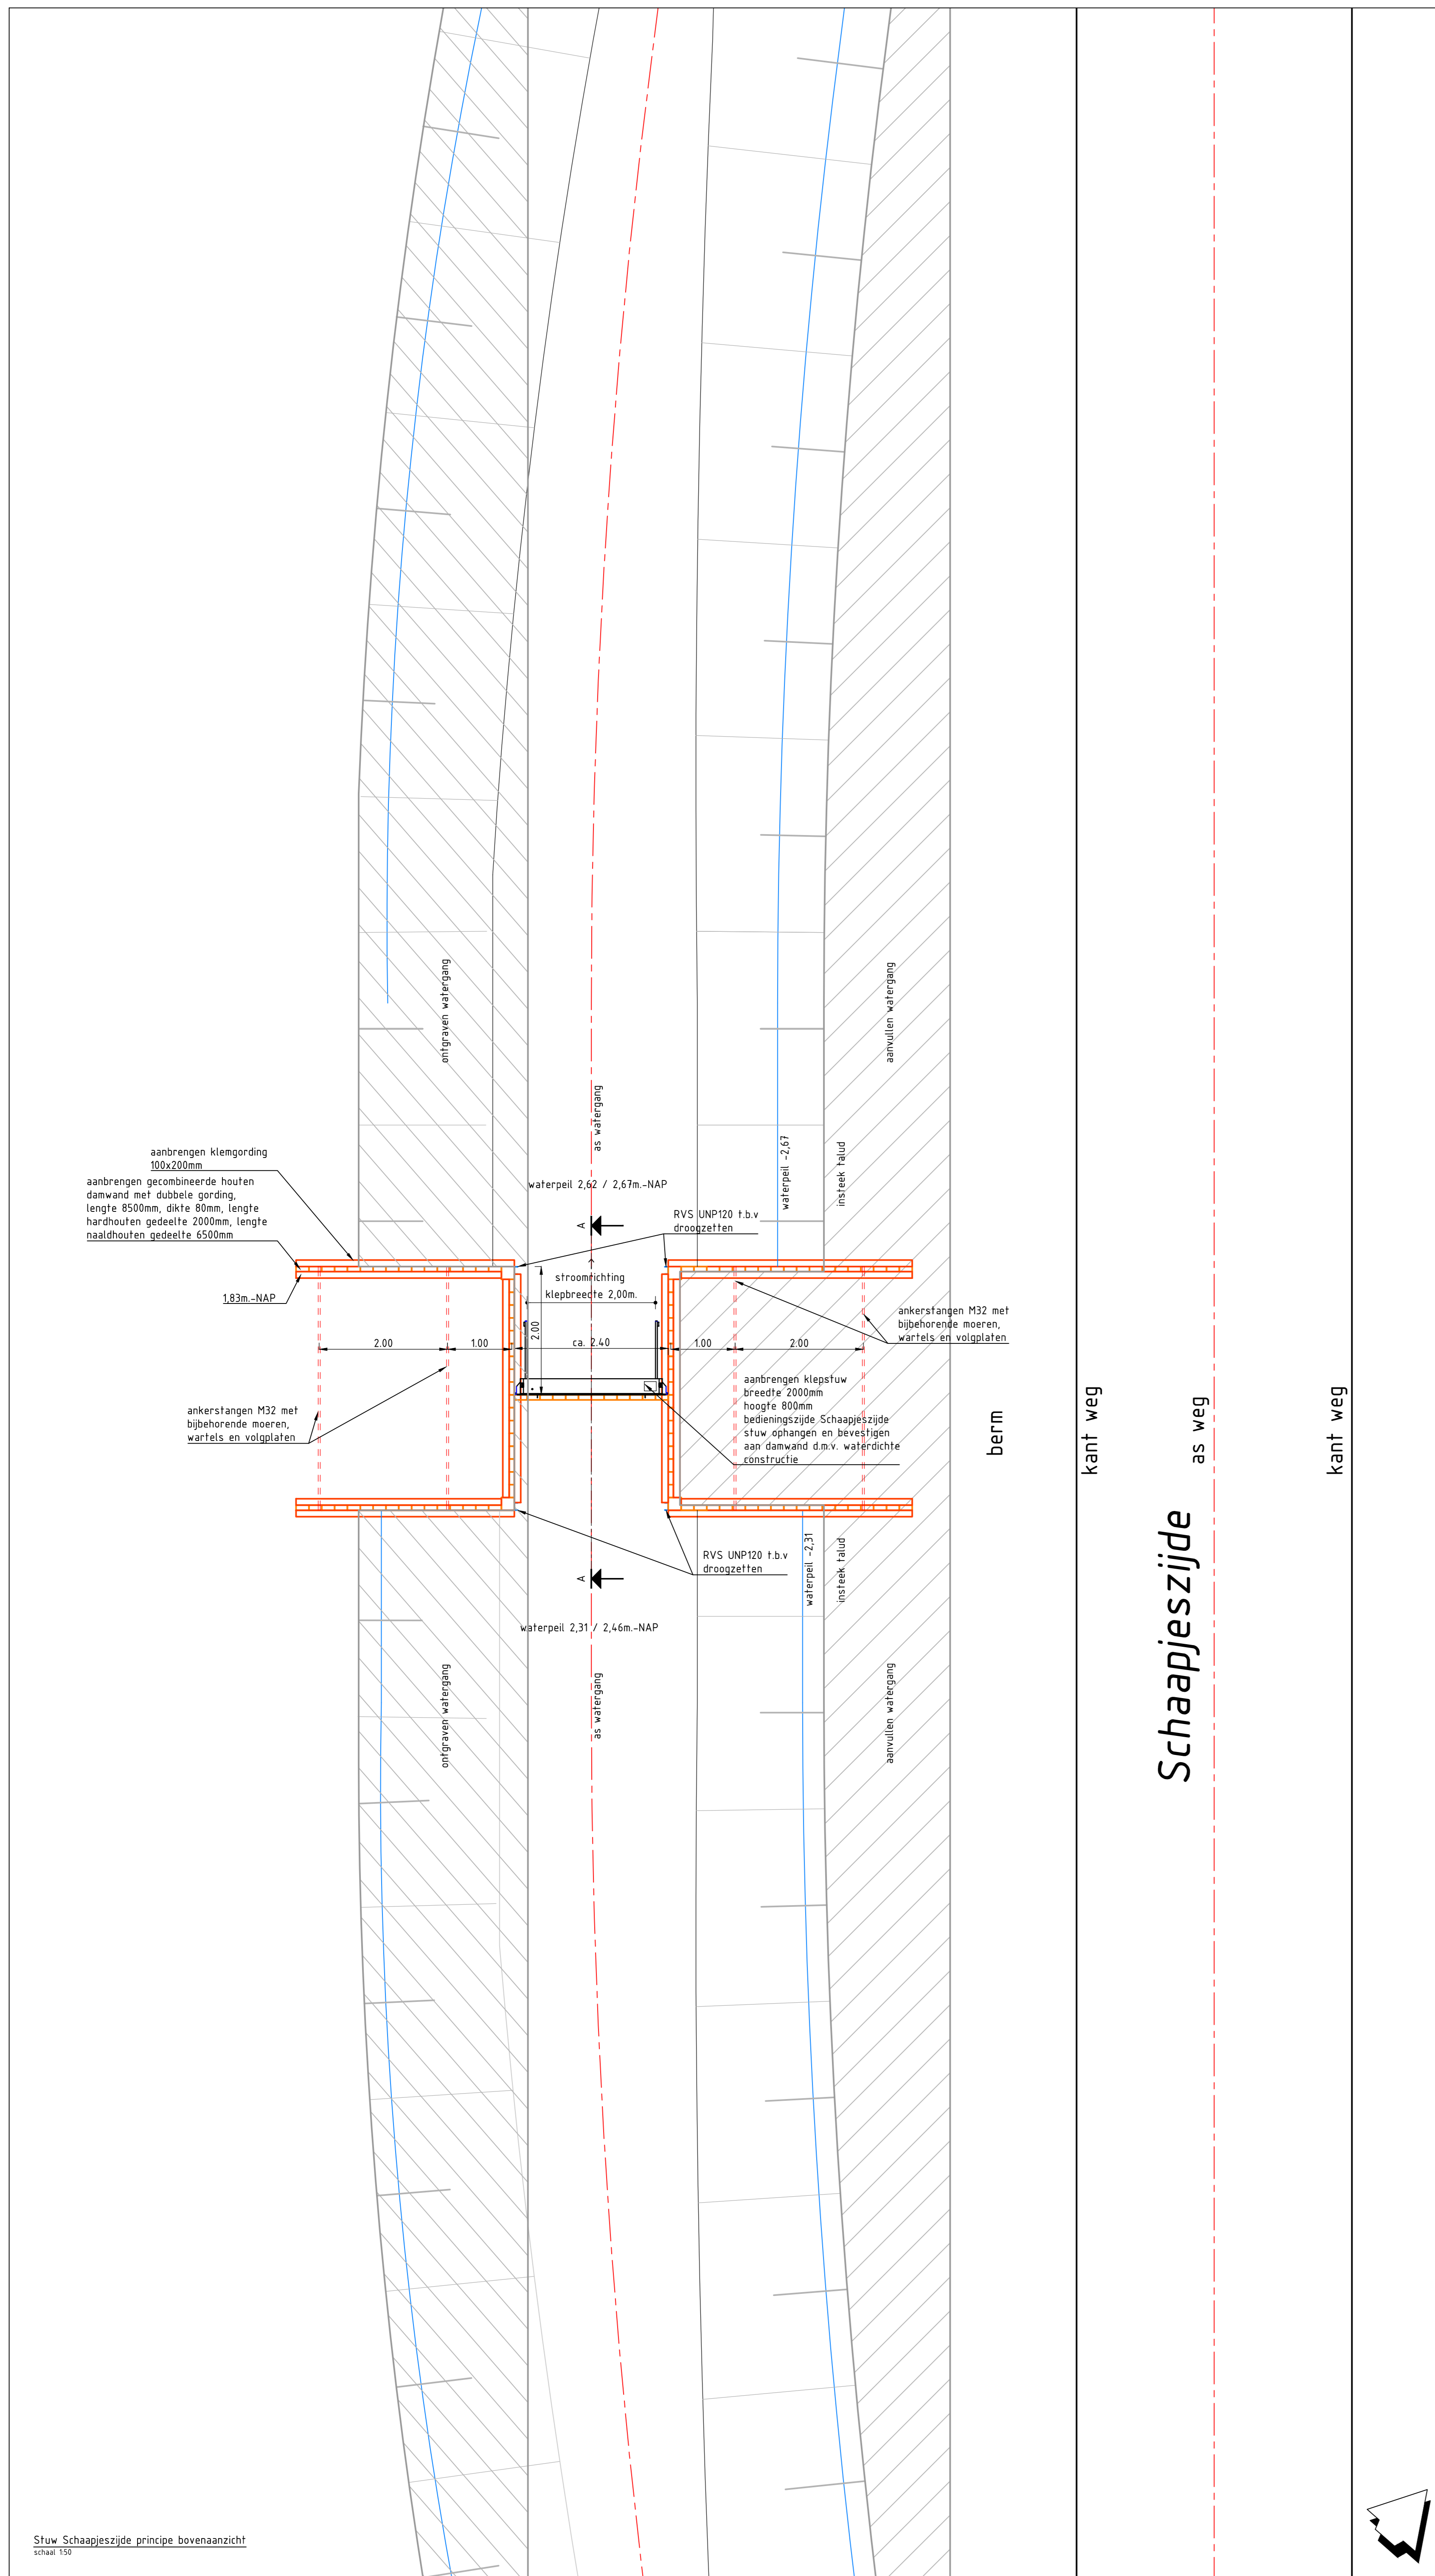 ontgraven watergang
aanvullen watergang
as watergang
waterpeil -2,67
insteek talud
aanbrengen klemgording
100x200mm
aanbrengen gecombineerde houten
damwand met dubbele gording,
lengte 8500mm, dikte 80mm, lengte
hardhouten gedeelte 2000mm, lengte
naaldhouten gedeelte 6500mm
1,83m.-NAP
waterpeil 2,62 / 2,67m.-NAP
A
RVS UNP120 t.b.v
droogzetten
stroomrichting
klepbreedte 2,00m.
2.00
2.00
1.00
ca. 2.40
1.00
2.00
ankerstangen M32 met
bijbehorende moeren,
wartels en volgplaten
aanbrengen klepstuw
breedte 2000mm
hoogte 800mm
bedieningszijde Schaapjeszijde
stuw ophangen en bevestigen
aan damwand d.m.v. waterdichte
constructie
ankerstangen M32 met
bijbehorende moeren,
wartels en volgplaten
berm
kant weg
as weg
kant weg
Schaapjeszijde
RVS UNP120 t.b.v
droogzetten
waterpeil -2,31
insteek talud
A
waterpeil 2,31 / 2,46m.-NAP
ontgraven watergang
as watergang
aanvullen watergang
Stuw Schaapjeszijde principe bovenaanzicht
schaal 1:50